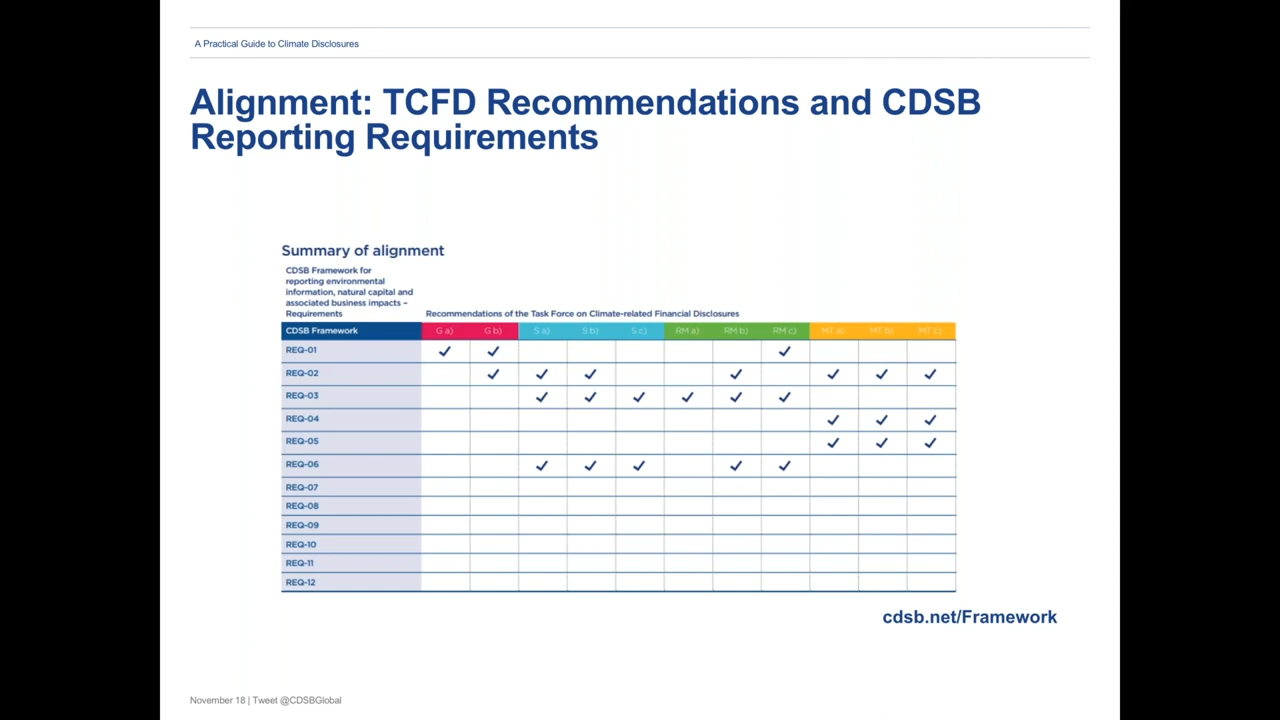 A Practical Guide to Climate Disclosures
Alignment: TCFD Recommendations and CDSB
Reporting Requirements
Summary of alignment
CDSB Framework for
reporting environmental
information, natural capital and
associated business impacts –
Requirements
Recommendations of the Task Force on Climate-related Financial Disclosures
CDSB Framework G a) G b) S a) S b) S c) RM a) RM b) RM c) MT a) MT b) MT c)
REQ-01 ✓ ✓ ✓
REQ-02 ✓ ✓ ✓ ✓ ✓ ✓ ✓
REQ-03 ✓ ✓ ✓ ✓ ✓ ✓
REQ-04 ✓ ✓ ✓
REQ-05 ✓ ✓ ✓
REQ-06 ✓ ✓ ✓ ✓ ✓
REQ-07
REQ-08
REQ-09
REQ-10
REQ-11
REQ-12
cdsb.net/Framework
November 18 | Tweet @CDSBGlobal